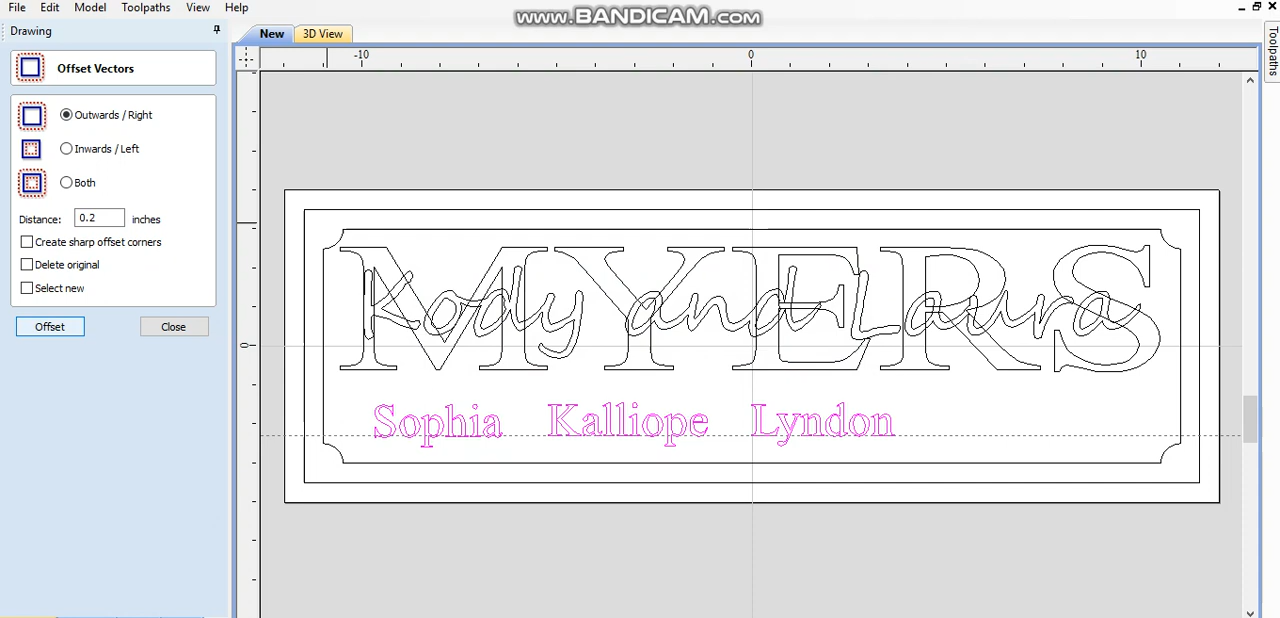 www.BANDICAM.com
File Edit Model Toolpaths View Help
Drawing
New 3D View
Toolpaths
-10 0 10
Offset Vectors
Outwards / Right
Inwards / Left
Both
Distance: 0.2 inches
Create sharp offset corners
Delete original
Select new
Offset Close
0
MYERS
Kody and Laura
Sophia Kalliope Lyndon